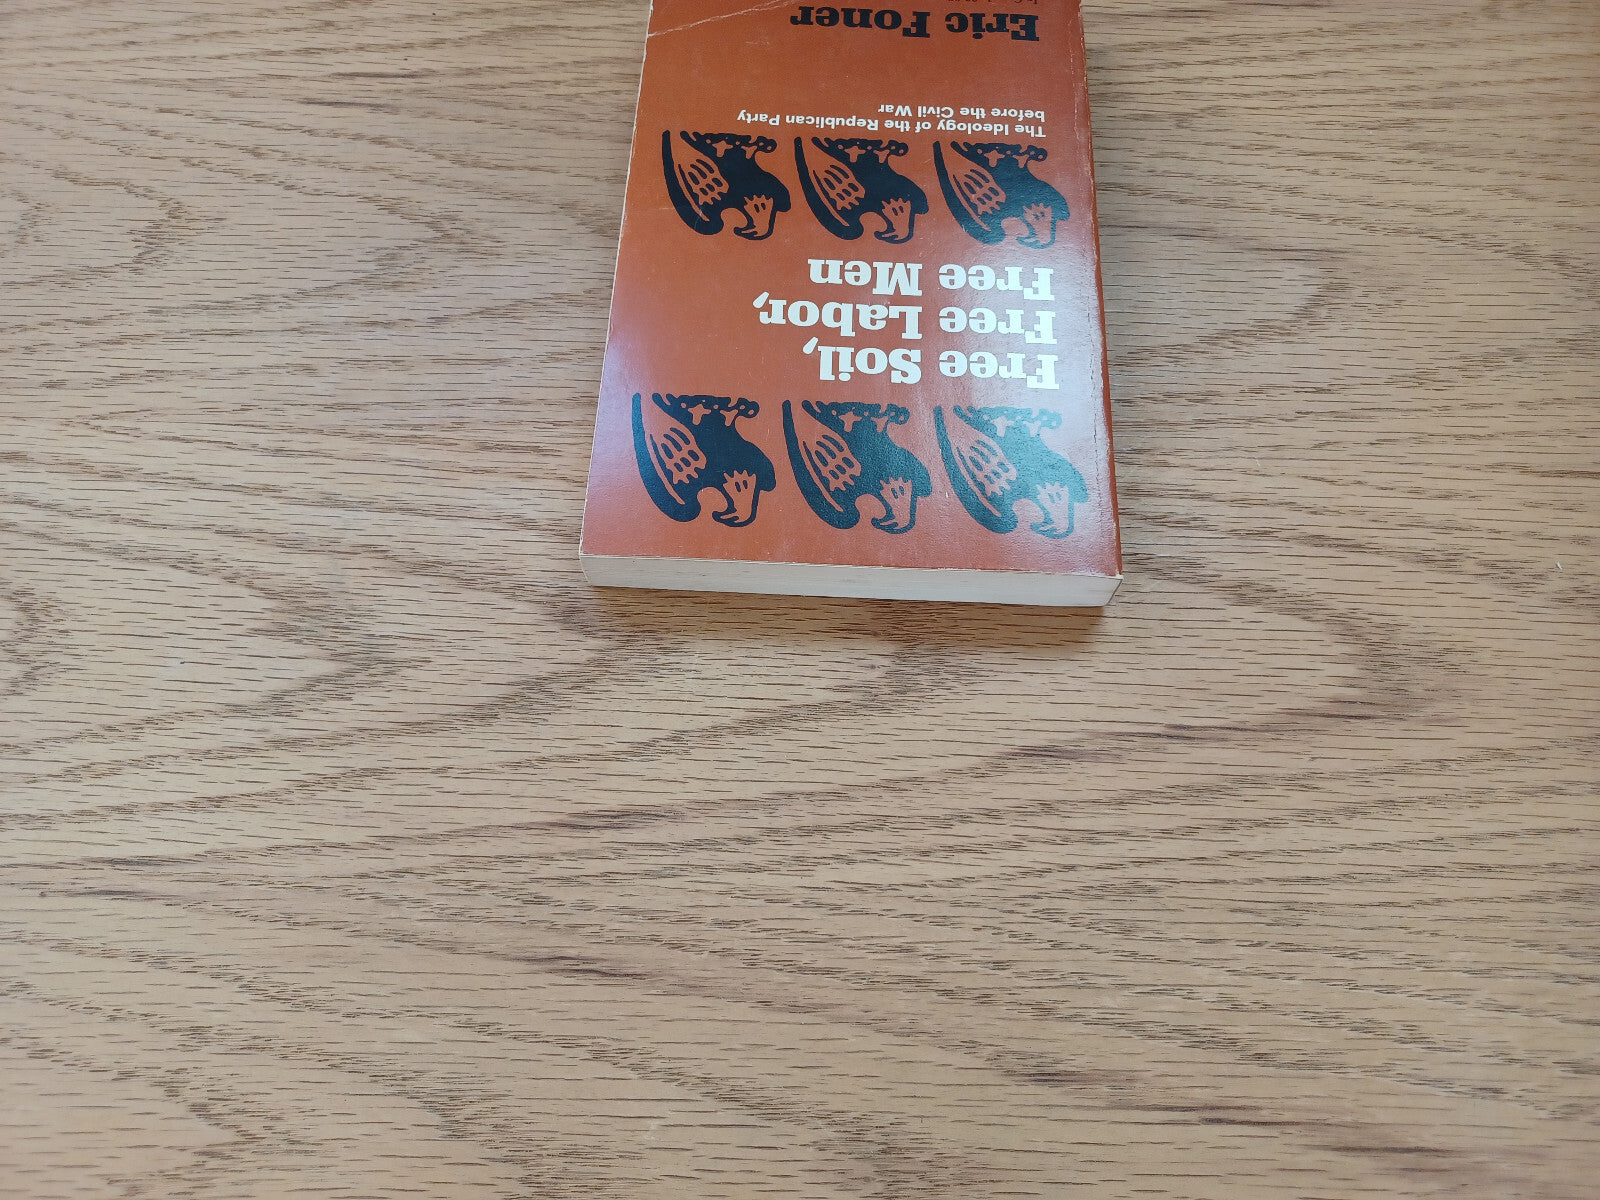 Free Soil,
Free Labor,
Free Men
The Ideology of the Republican Party
before the Civil War
Eric Foner